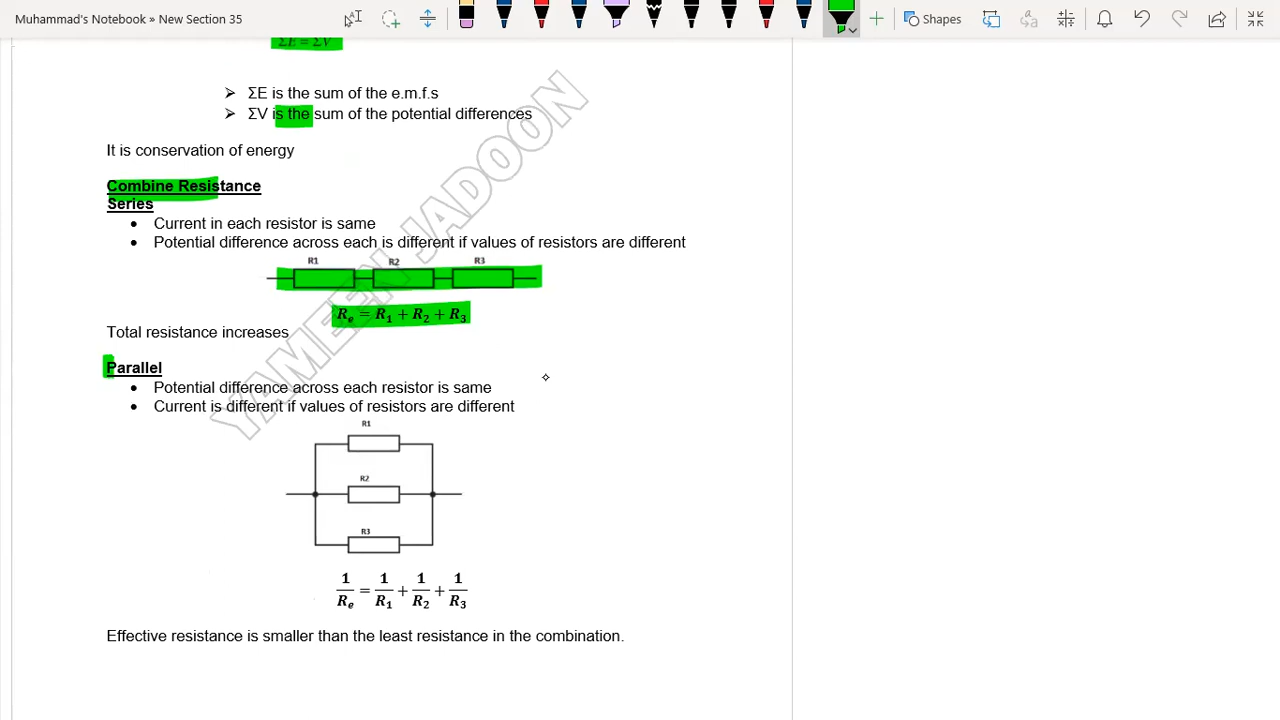 Muhammad's Notebook » New Section 35
Shapes
ΣE = ΣV
➢ ΣE is the sum of the e.m.f.s
➢ ΣV is the sum of the potential differences
It is conservation of energy
Combine Resistance
Series
• Current in each resistor is same
• Potential difference across each is different if values of resistors are different
R1 R2 R3
Rₑ = R₁ + R₂ + R₃
Total resistance increases
Parallel
• Potential difference across each resistor is same
• Current is different if values of resistors are different
R1
R2
R3
1/Rₑ = 1/R₁ + 1/R₂ + 1/R₃
Effective resistance is smaller than the least resistance in the combination.
YAMEEN JADOON